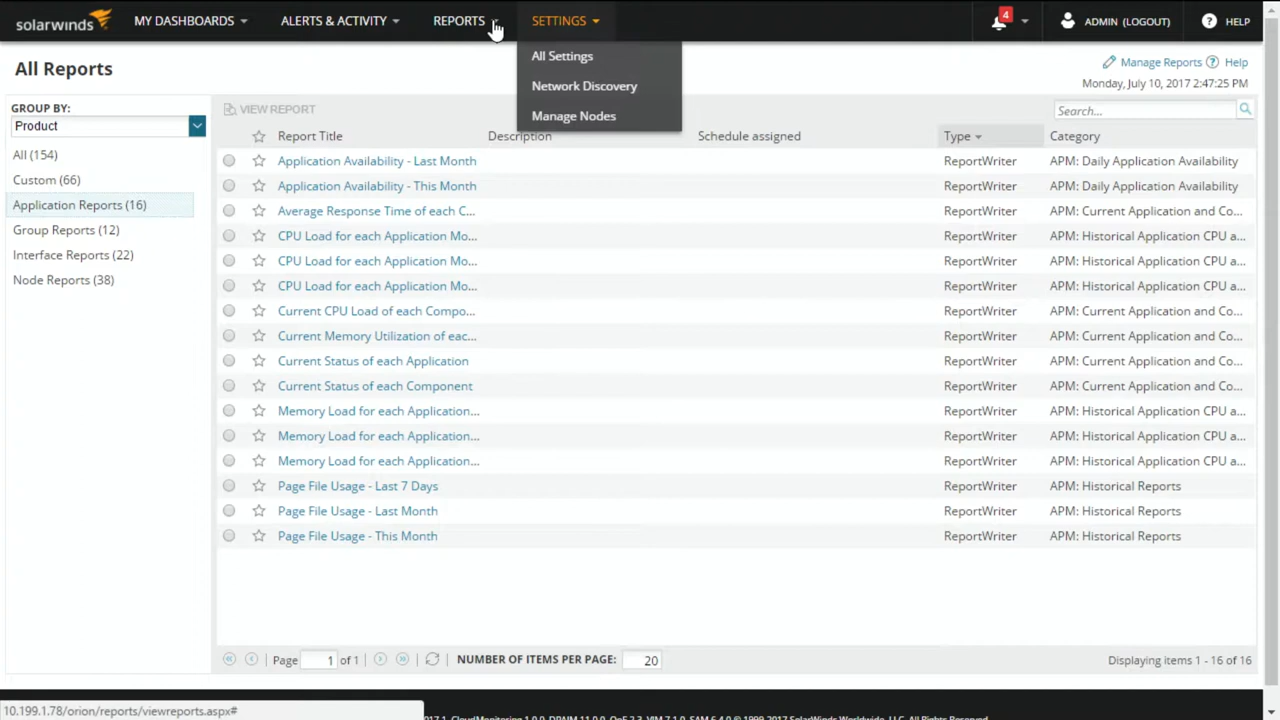 solarwinds MY DASHBOARDS ALERTS & ACTIVITY REPORTS SETTINGS 4 ADMIN (LOGOUT) ? HELP
All Settings
Network Discovery
Manage Nodes
All Reports
Manage Reports ? Help
Monday, July 10, 2017 2:47:25 PM
GROUP BY:
Product
All (154)
Custom (66)
Application Reports (16)
Group Reports (12)
Interface Reports (22)
Node Reports (38)
VIEW REPORT
Search...
Report Title Description Schedule assigned Type Category
Application Availability - Last Month ReportWriter APM: Daily Application Availability
Application Availability - This Month ReportWriter APM: Daily Application Availability
Average Response Time of each C... ReportWriter APM: Current Application and Co...
CPU Load for each Application Mo... ReportWriter APM: Historical Application CPU a...
CPU Load for each Application Mo... ReportWriter APM: Historical Application CPU a...
CPU Load for each Application Mo... ReportWriter APM: Historical Application CPU a...
Current CPU Load of each Compo... ReportWriter APM: Current Application and Co...
Current Memory Utilization of eac... ReportWriter APM: Current Application and Co...
Current Status of each Application ReportWriter APM: Current Application and Co...
Current Status of each Component ReportWriter APM: Current Application and Co...
Memory Load for each Application... ReportWriter APM: Historical Application CPU a...
Memory Load for each Application... ReportWriter APM: Historical Application CPU a...
Memory Load for each Application... ReportWriter APM: Historical Application CPU a...
Page File Usage - Last 7 Days ReportWriter APM: Historical Reports
Page File Usage - Last Month ReportWriter APM: Historical Reports
Page File Usage - This Month ReportWriter APM: Historical Reports
Page 1 of 1 NUMBER OF ITEMS PER PAGE: 20 Displaying items 1 - 16 of 16
10.199.1.78/orion/reports/viewreports.aspx#
SolarWinds Worldwide, LLC. All Rights Reserved.